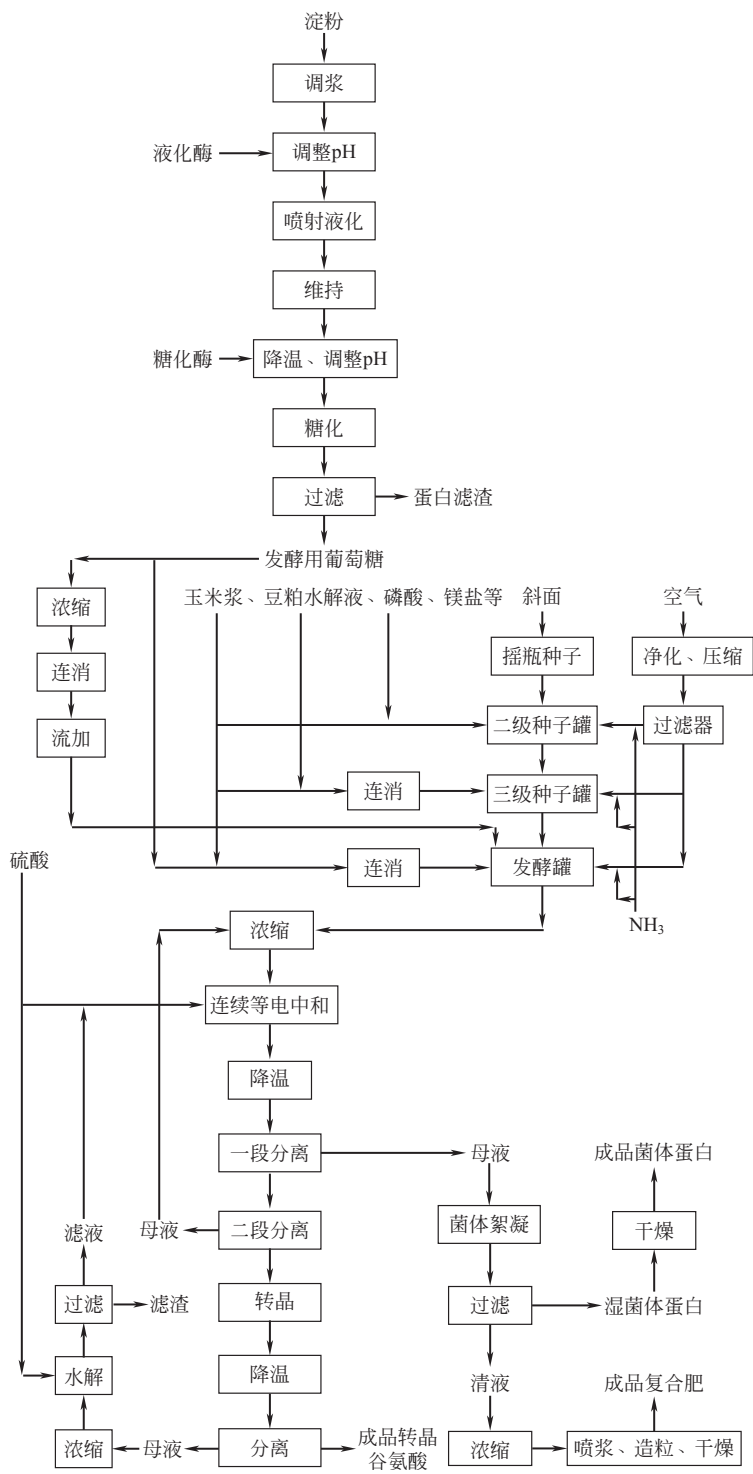 淀粉
调浆
液化酶
调整pH
喷射液化
维持
糖化酶
降温、调整pH
糖化
过滤
蛋白滤渣
发酵用葡萄糖
浓缩
玉米浆、豆粕水解液、磷酸、镁盐等
斜面
空气
连消
摇瓶种子
净化、压缩
流加
二级种子罐
过滤器
连消
三级种子罐
硫酸
连消
发酵罐
NH₃
浓缩
连续等电中和
降温
一段分离
母液
成品菌体蛋白
滤液
母液
二段分离
菌体絮凝
干燥
过滤
滤渣
转晶
过滤
湿菌体蛋白
水解
降温
清液
成品复合肥
浓缩
母液
分离
成品转晶
谷氨酸
浓缩
喷浆、造粒、干燥